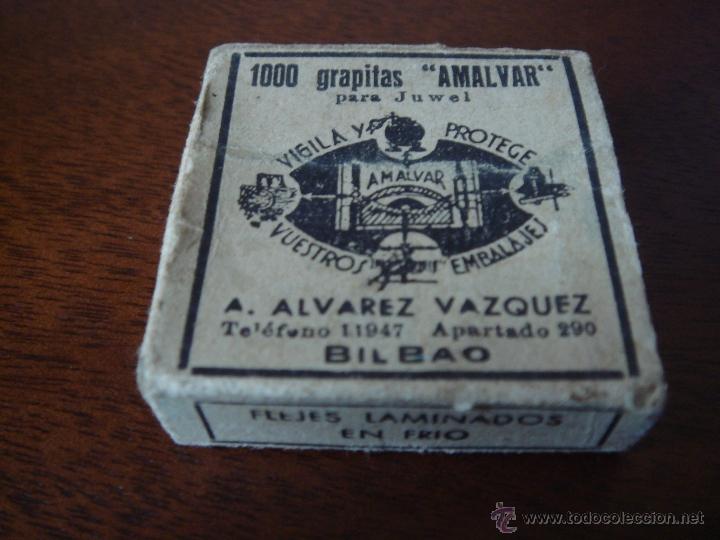 1000 grapitas "AMALVAR"
para Juwel
VIGILA Y PROTEGE
AMALVAR
VUESTROS EMBALAJES
A. ALVAREZ VAZQUEZ
Teléfono 11947 Apartado 290
BILBAO
FLEJES LAMINADOS
EN FRIO
www.todocoleccion.net